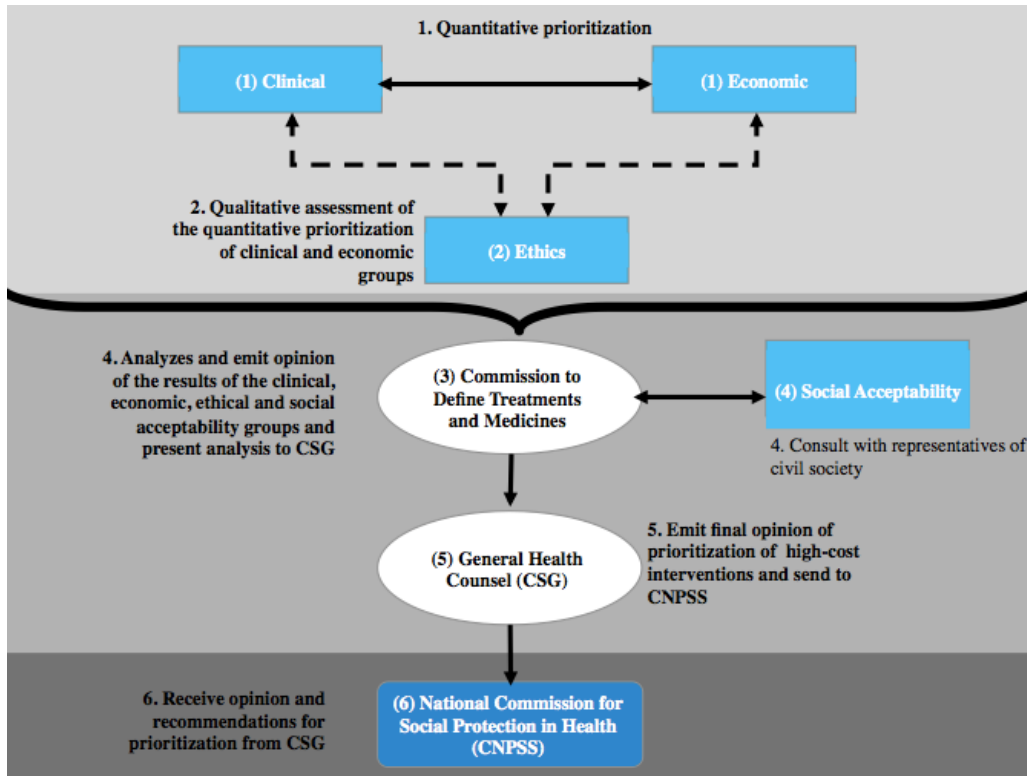 1. Quantitative prioritization
(1) Clinical
(1) Economic
2. Qualitative assessment of
the quantitative prioritization
of clinical and economic
groups
(2) Ethics
4. Analyzes and emit opinion
of the results of the clinical,
economic, ethical and social
acceptability groups and
present analysis to CSG
(3) Commission to
Define Treatments
and Medicines
(4) Social Acceptability
4. Consult with representatives of
civil society
(5) General Health
Counsel (CSG)
5. Emit final opinion of
prioritization of high-cost
interventions and send to
CNPSS
6. Receive opinion and
recommendations for
prioritization from CSG
(6) National Commission for
Social Protection in Health
(CNPSS)